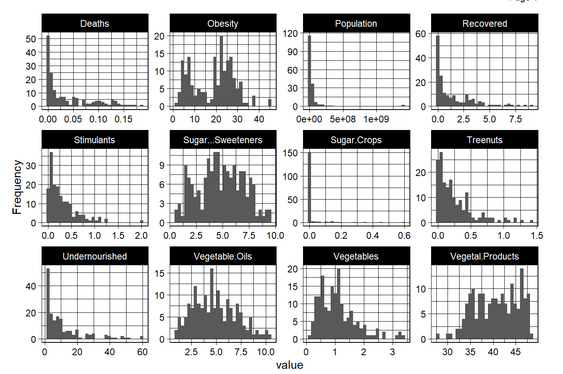 Deaths Obesity Population Recovered
50 40 30 20 10 0
20 15 10 5 0
120 90 60 30 0
60 40 20 0
0.00 0.05 0.10 0.15
0 10 20 30 40
0e+00 5e+08 1e+09
0.0 2.5 5.0 7.5
Stimulants Sugar...Sweeteners Sugar.Crops Treenuts
30 20 10 0
9 6 3 0
150 100 50 0
20 10 0
0.0 0.5 1.0 1.5 2.0
0.0 2.5 5.0 7.5 10.0
0.0 0.2 0.4 0.6
0.0 0.5 1.0 1.5
Undernourished Vegetable.Oils Vegetables Vegetal.Products
40 20 0
15 10 5 0
20 15 10 5 0
10 5 0
0 20 40 60
2.5 5.0 7.5 10.0
0 1 2 3
30 35 40 45
Frequency
value